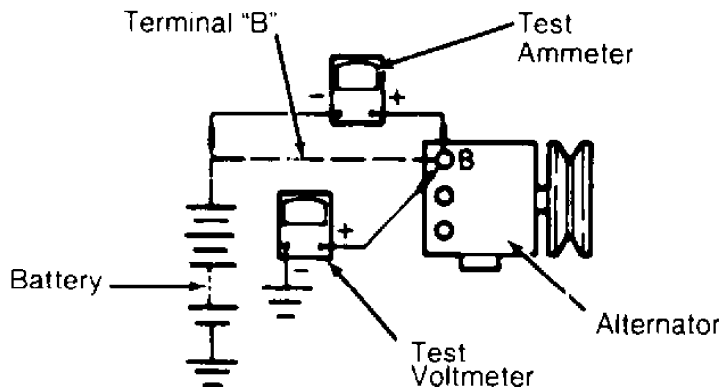 Terminal "B"
Test
Ammeter
- +
B
+
-
Battery
Alternator
Test
Voltmeter